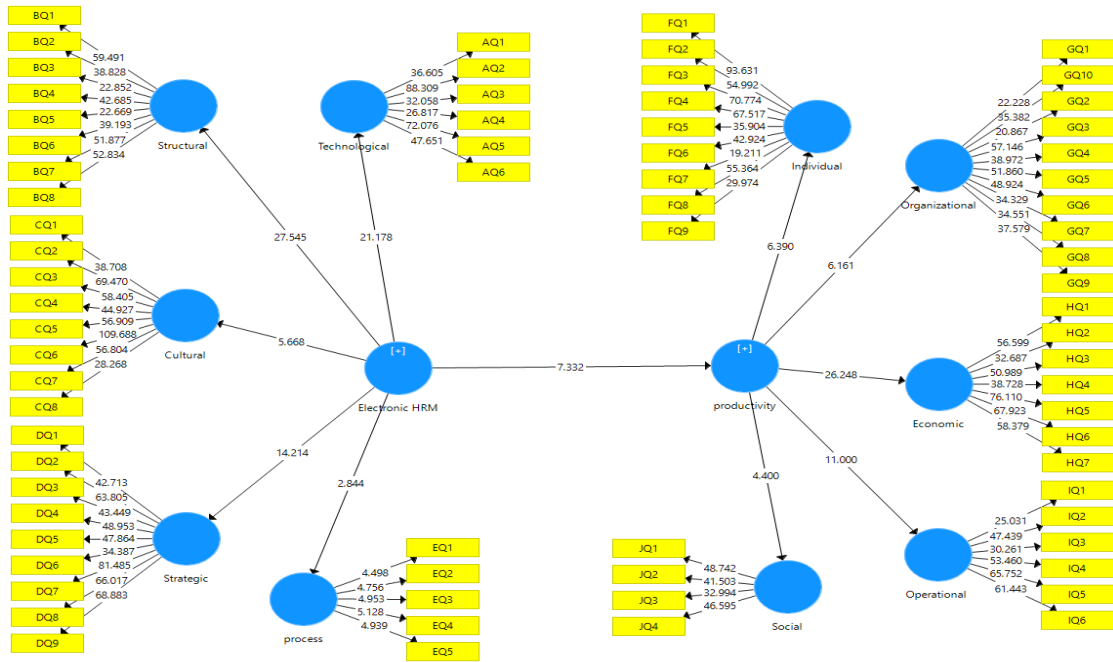 BQ1
BQ2
BQ3
BQ4
BQ5
BQ6
BQ7
BQ8
59.491
38.828
22.852
42.685
22.669
39.193
51.877
52.834
Structural
AQ1
AQ2
AQ3
AQ4
AQ5
AQ6
36.605
88.309
32.058
26.817
72.076
47.651
Technological
FQ1
FQ2
FQ3
FQ4
FQ5
FQ6
FQ7
FQ8
FQ9
93.631
54.992
70.774
67.517
35.904
42.924
19.211
55.364
29.974
Individual
GQ1
GQ10
GQ2
GQ3
GQ4
GQ5
GQ6
GQ7
GQ8
GQ9
22.228
35.382
20.867
57.146
38.972
51.860
48.924
34.329
34.551
37.579
Organizational
CQ1
CQ2
CQ3
CQ4
CQ5
CQ6
CQ7
CQ8
38.708
69.470
58.405
44.927
56.909
109.688
56.804
28.268
Cultural
27.545
21.178
5.668
14.214
2.844
[+]
Electronic HRM
7.332
[+]
productivity
6.390
6.161
26.248
11.000
4.400
HQ1
HQ2
HQ3
HQ4
HQ5
HQ6
HQ7
56.599
32.687
50.989
38.728
76.110
67.923
58.379
Economic
DQ1
DQ2
DQ3
DQ4
DQ5
DQ6
DQ7
DQ8
DQ9
42.713
63.805
43.449
48.953
47.864
34.387
81.485
66.017
68.883
Strategic
EQ1
EQ2
EQ3
EQ4
EQ5
4.498
4.756
4.953
5.128
4.939
process
JQ1
JQ2
JQ3
JQ4
48.742
41.503
32.994
46.595
Social
IQ1
IQ2
IQ3
IQ4
IQ5
IQ6
25.031
47.439
30.261
53.460
65.752
61.443
Operational